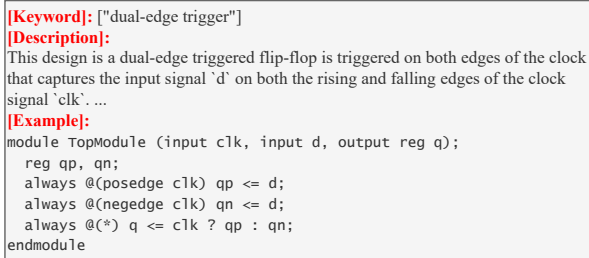 [Keyword]: ["dual-edge trigger"]
[Description]:
This design is a dual-edge triggered flip-flop is triggered on both edges of the clock
that captures the input signal `d` on both the rising and falling edges of the clock
signal `clk`. ...
[Example]:
module TopModule (input clk, input d, output reg q);
  reg qp, qn;
  always @(posedge clk) qp <= d;
  always @(negedge clk) qn <= d;
  always @(*) q <= clk ? qp : qn;
endmodule